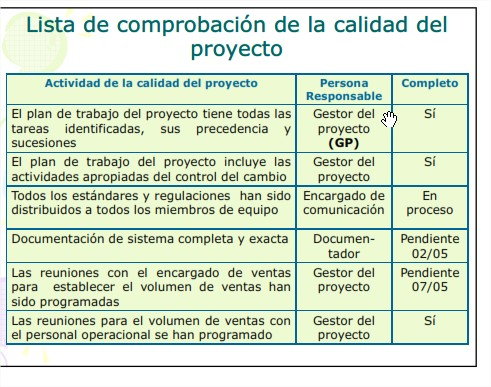 Lista de comprobación de la calidad del
proyecto
Actividad de la calidad del proyecto
Persona
Responsable
Completo
El plan de trabajo del proyecto tiene todas las
tareas identificadas, sus precedencia y
sucesiones
Gestor del
proyecto
(GP)
Sí
El plan de trabajo del proyecto incluye las
actividades apropiadas del control del cambio
Gestor del
proyecto
Sí
Todos los estándares y regulaciones han sido
distribuidos a todos los miembros de equipo
Encargado de
comunicación
En
proceso
Documentación de sistema completa y exacta
Documen-
tador
Pendiente
02/05
Las reuniones con el encargado de ventas
para establecer el volumen de ventas han
sido programadas
Gestor del
proyecto
Pendiente
07/05
Las reuniones para el volumen de ventas con
el personal operacional se han programado
Gestor del
proyecto
Sí